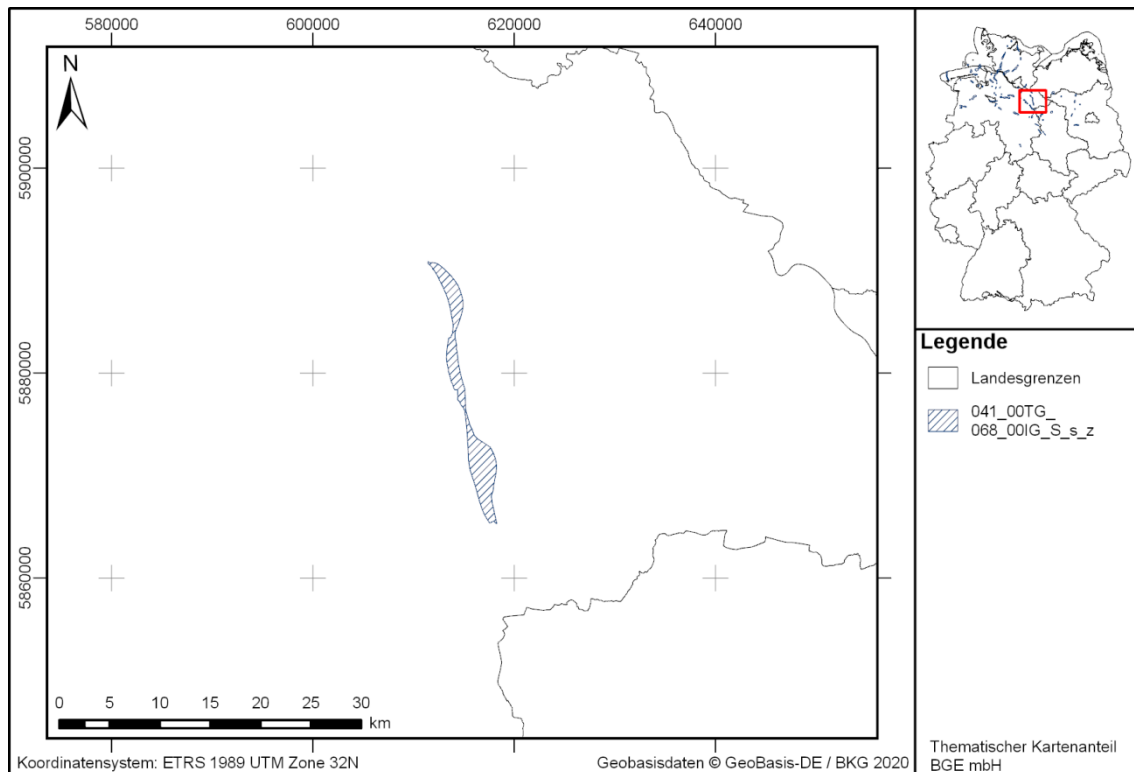 580000 600000 620000 640000
N
5900000
5880000
5860000
0 5 10 15 20 25 30
km
Koordinatensystem: ETRS 1989 UTM Zone 32N
Geobasisdaten © GeoBasis-DE / BKG 2020
Legende
Landesgrenzen
041_00TG_
068_00IG_S_s_z
Thematischer Kartenanteil
BGE mbH